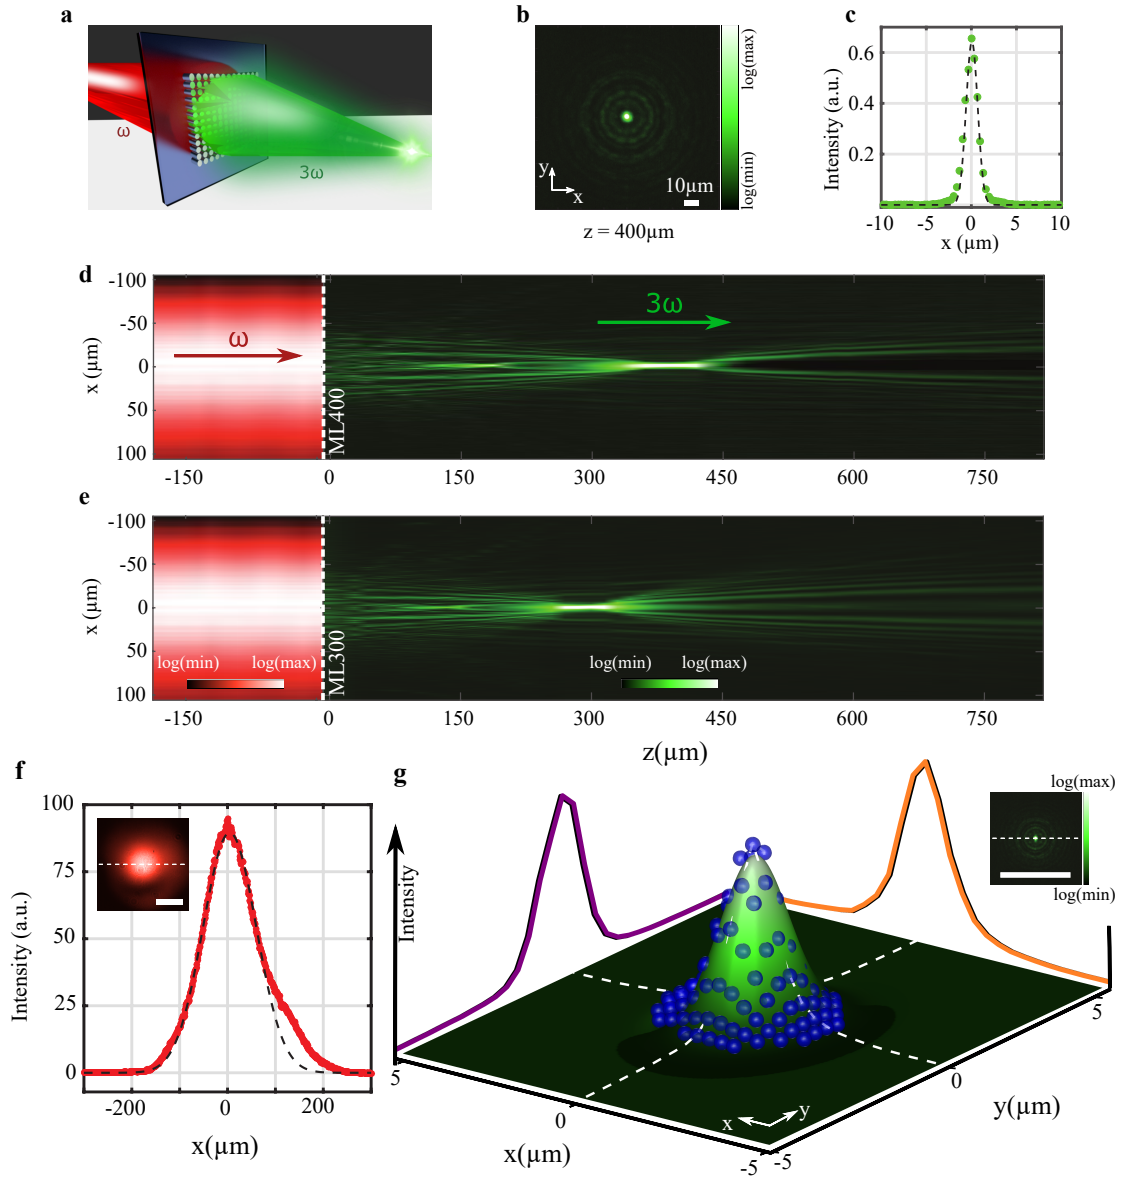 a
ω
3ω
b
log(max)
log(min)
y
x
10µm
z = 400µm
c
Intensity (a.u.)
0.6
0.4
0.2
-10
-5
0
5
10
x (µm)
d
x (µm)
-100
-50
0
50
100
ω
3ω
ML400
-150
0
150
300
450
600
750
e
x (µm)
-100
-50
0
50
100
log(min)
log(max)
ML300
log(min)
log(max)
-150
0
150
300
450
600
750
z(µm)
f
Intensity (a.u.)
100
75
50
25
0
-200
0
200
x(µm)
g
Intensity
log(max)
log(min)
5
0
-5
x(µm)
-5
0
5
y(µm)
x
y